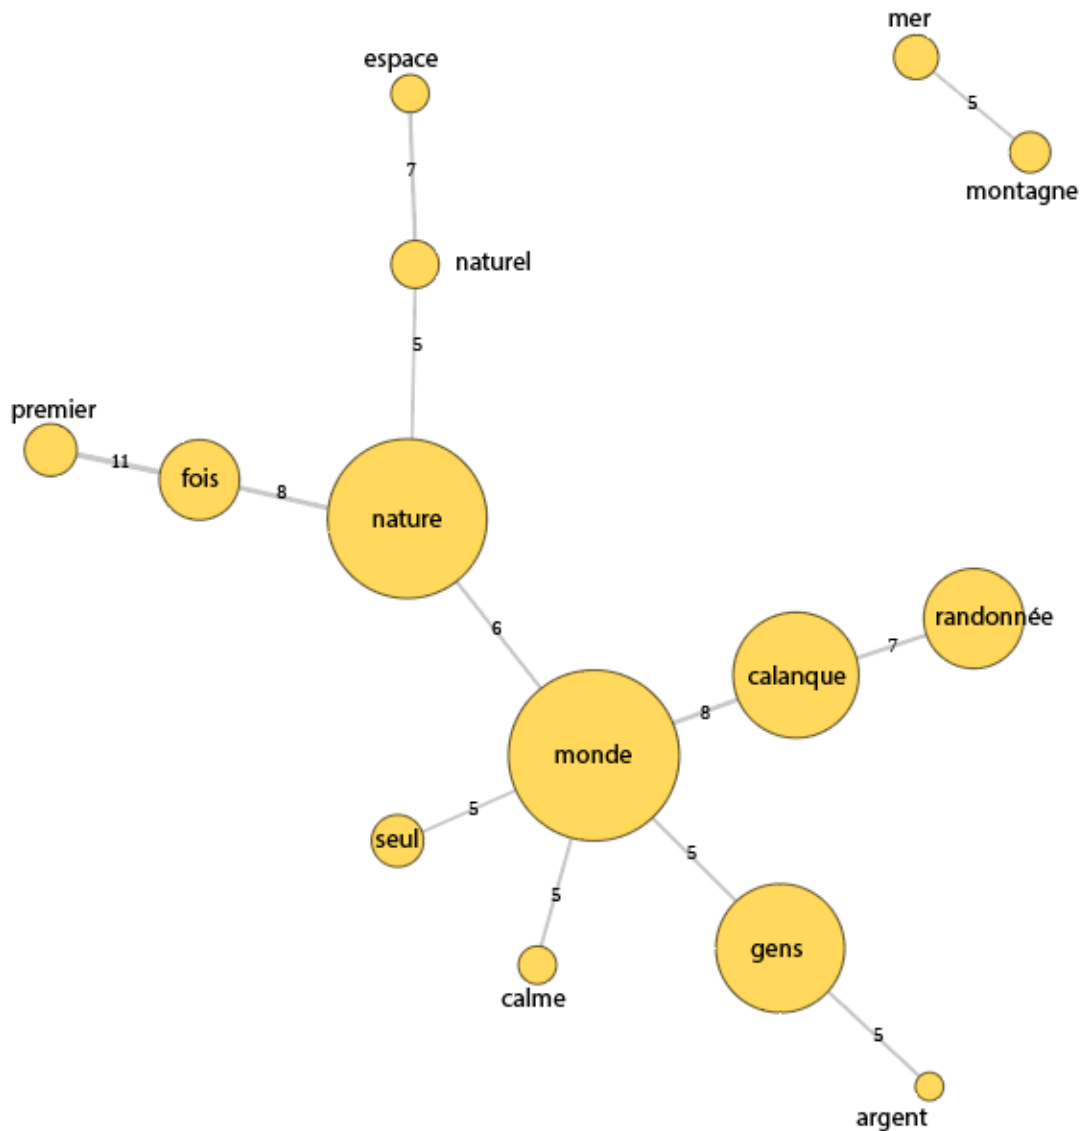 mer
espace
5
7
montagne
naturel
5
premier
11
fois
8
nature
6
randonnée
7
calanque
8
monde
5
seul
5
5
gens
calme
5
argent